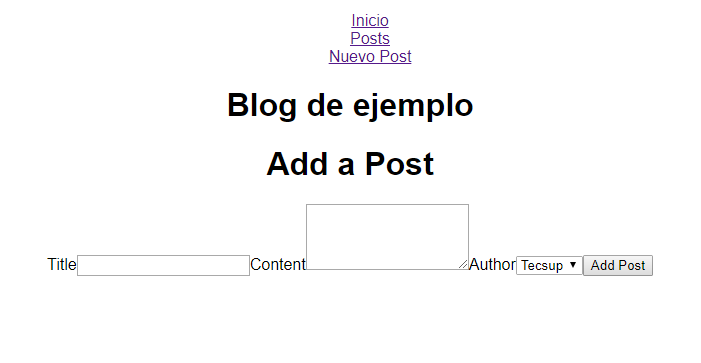 Inicio
Posts
Nuevo Post
Blog de ejemplo
Add a Post
Title Content Author Tecsup Add Post